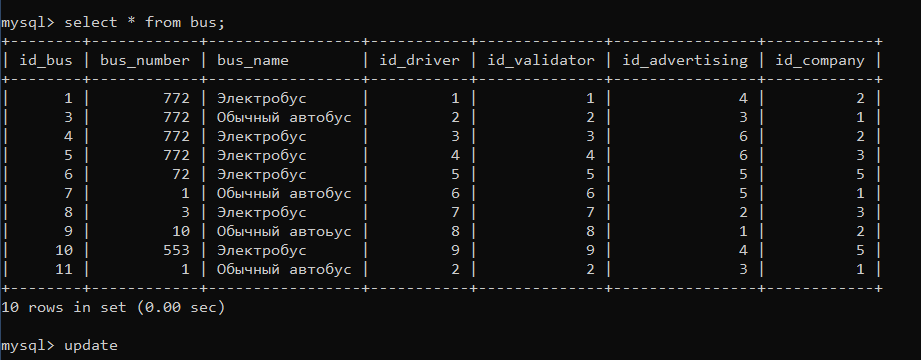 mysql> select * from bus;
+--------+------------+----------------+-----------+--------------+----------------+------------+
| id_bus | bus_number | bus_name       | id_driver | id_validator | id_advertising | id_company |
+--------+------------+----------------+-----------+--------------+----------------+------------+
|      1 |        772 | Электробус     |         1 |            1 |              4 |          2 |
|      3 |        772 | Обычный автобус |         2 |            2 |              3 |          1 |
|      4 |        772 | Электробус     |         3 |            3 |              6 |          2 |
|      5 |        772 | Электробус     |         4 |            4 |              6 |          3 |
|      6 |         72 | Электробус     |         5 |            5 |              5 |          5 |
|      7 |          1 | Обычный автобус |         6 |            6 |              5 |          1 |
|      8 |          3 | Электробус     |         7 |            7 |              2 |          3 |
|      9 |         10 | Обычный автоьус |         8 |            8 |              1 |          2 |
|     10 |        553 | Электробус     |         9 |            9 |              4 |          5 |
|     11 |          1 | Обычный автобус |         2 |            2 |              3 |          1 |
+--------+------------+----------------+-----------+--------------+----------------+------------+
10 rows in set (0.00 sec)
mysql> update